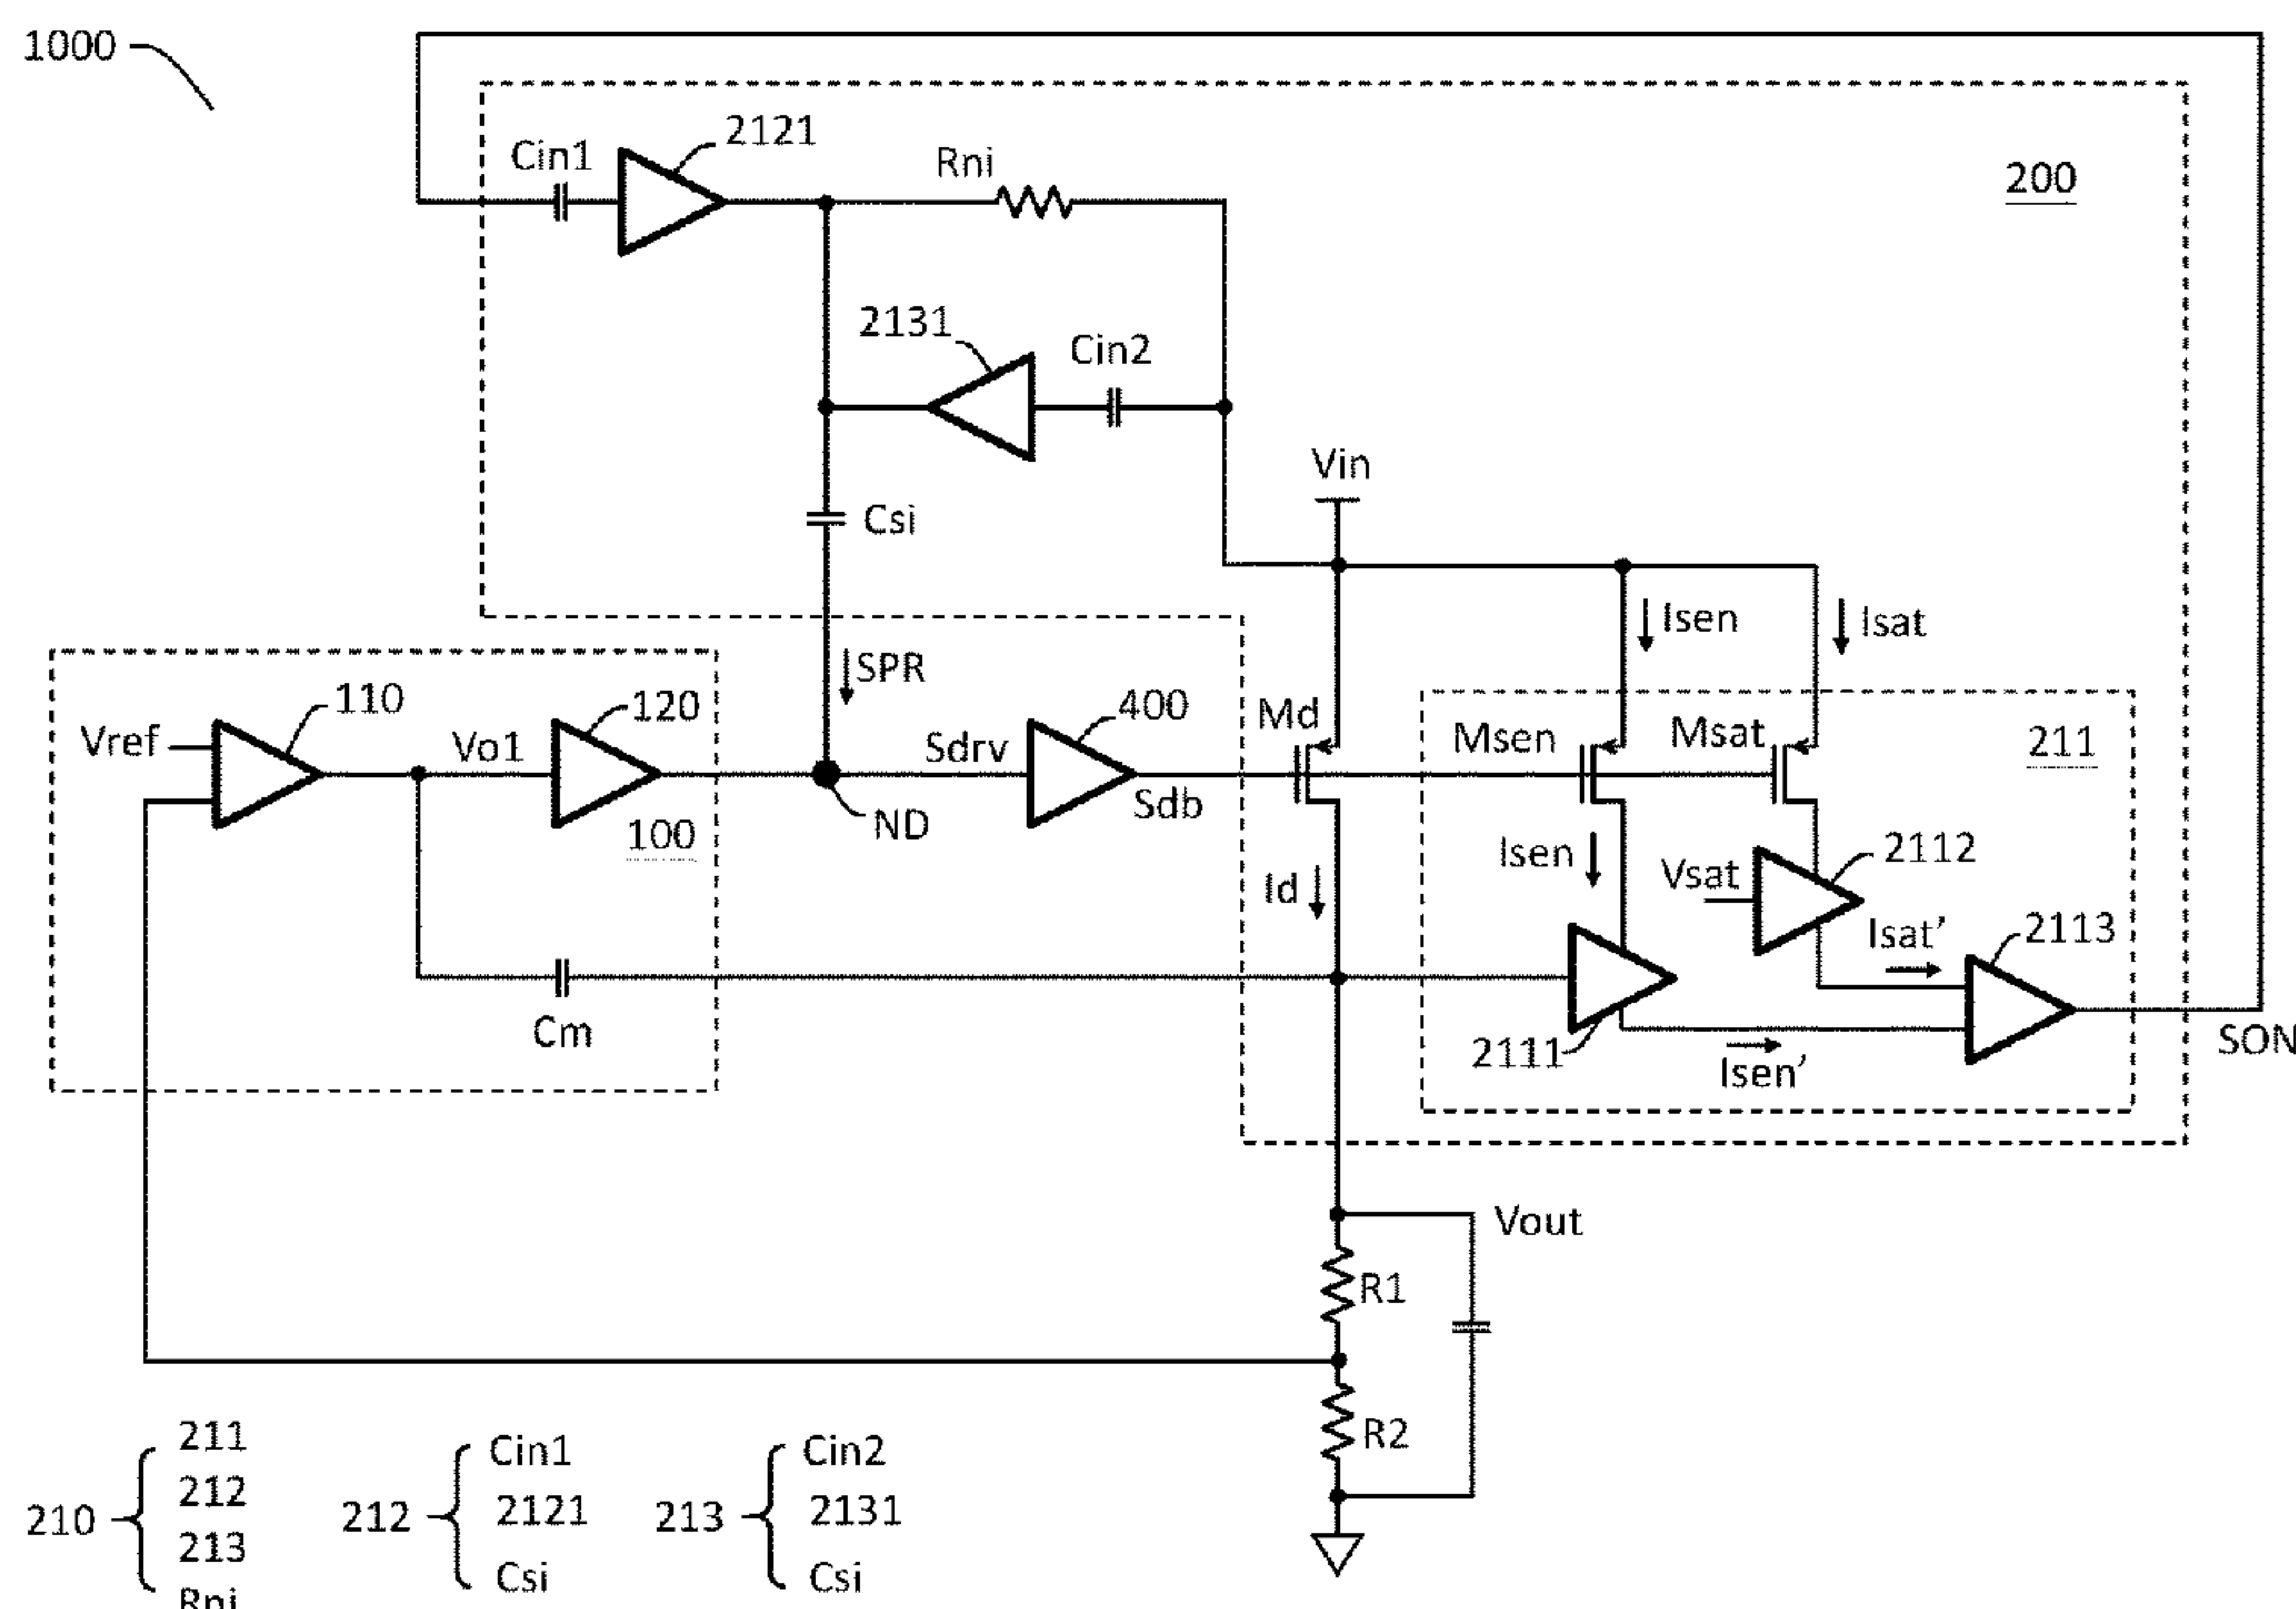 1000
2121
Cin1
Rni
200
2131
Cin2
Vin
Csi
Isen
Isat
SPR
110
120
400
Md
Vref
Vo1
Sdrv
Msen
Msat
211
Sdb
ND
100
Isen
Vsat
2112
Id
Isat'
2113
Cm
2111
Isen'
SON
Vout
R1
R2
210
211
212
213
Rni
212
Cin1
2121
Csi
213
Cin2
2131
Csi